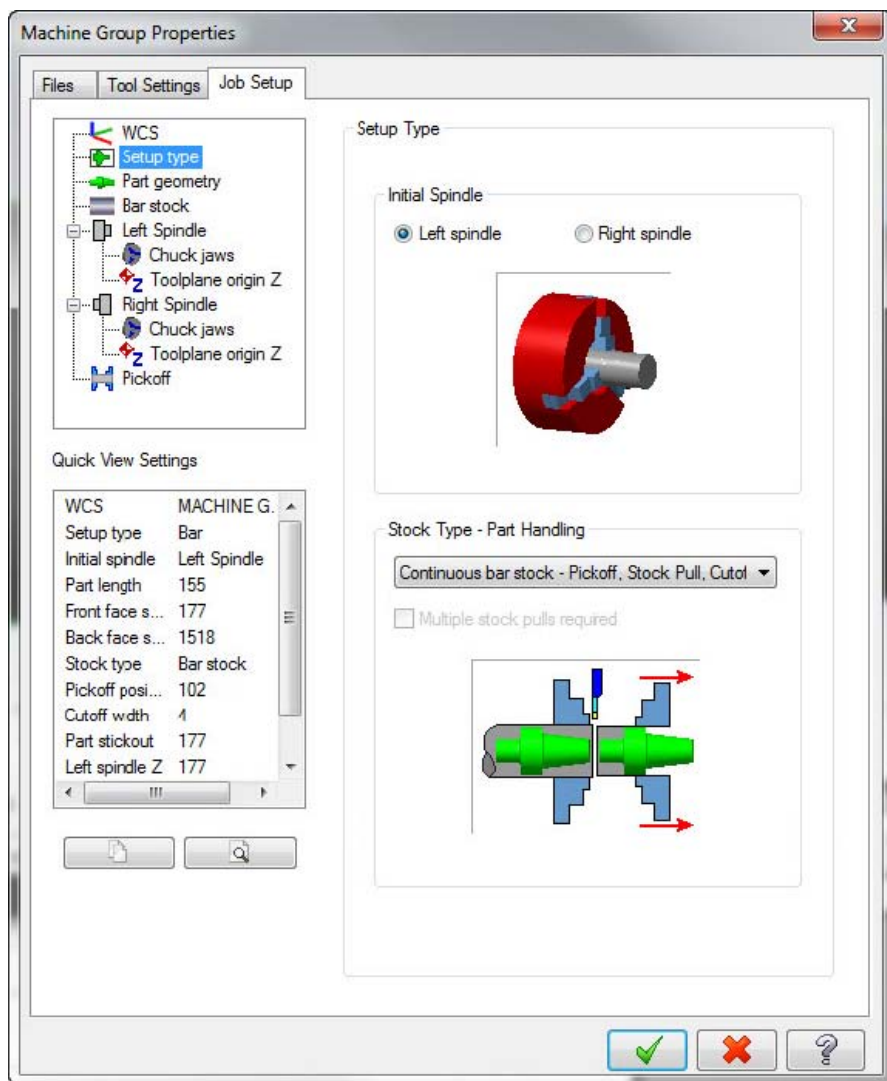 Machine Group Properties
Files Tool Settings Job Setup
WCS
Setup type
Part geometry
Bar stock
Left Spindle
Chuck jaws
Z Toolplane origin Z
Right Spindle
Chuck jaws
Z Toolplane origin Z
Pickoff
Quick View Settings
WCS MACHINE G.
Setup type Bar
Initial spindle Left Spindle
Part length 155
Front face s... 177
Back face s... 1518
Stock type Bar stock
Pickoff posi... 102
Cutoff width 4
Part stickout 177
Left spindle Z 177
Setup Type
Initial Spindle
Left spindle Right spindle
Stock Type - Part Handling
Continuous bar stock - Pickoff, Stock Pull, Cutof
Multiple stock pulls required